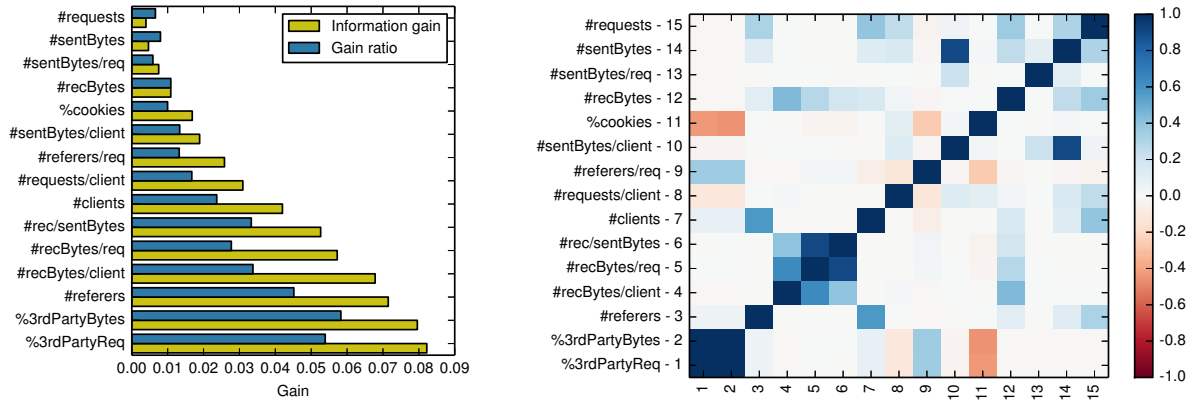 #requests
#sentBytes
#sentBytes/req
#recBytes
%cookies
#sentBytes/client
#referers/req
#requests/client
#clients
#rec/sentBytes
#recBytes/req
#recBytes/client
#referers
%3rdPartyBytes
%3rdPartyReq
0.00 0.01 0.02 0.03 0.04 0.05 0.06 0.07 0.08 0.09
Gain
Information gain
Gain ratio
#requests - 15
#sentBytes - 14
#sentBytes/req - 13
#recBytes - 12
%cookies - 11
#sentBytes/client - 10
#referers/req - 9
#requests/client - 8
#clients - 7
#rec/sentBytes - 6
#recBytes/req - 5
#recBytes/client - 4
#referers - 3
%3rdPartyBytes - 2
%3rdPartyReq - 1
1 2 3 4 5 6 7 8 9 10 11 12 13 14 15
1.0
0.8
0.6
0.4
0.2
0.0
-0.2
-0.4
-0.6
-0.8
-1.0